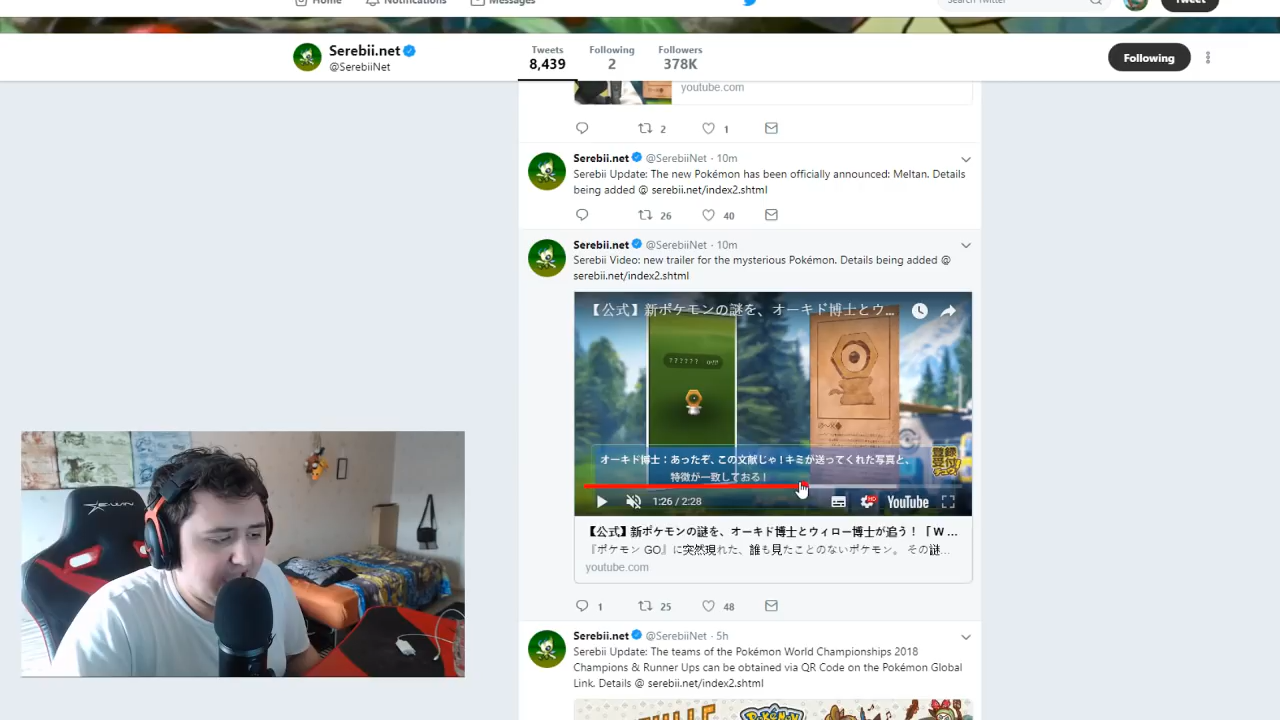 Home Notifications Messages
Search Twitter
Tweet
Serebii.net
@SerebiiNet
Tweets
8,439
Following
2
Followers
378K
Following
youtube.com
2 1
Serebii.net @SerebiiNet · 10m
Serebii Update: The new Pokémon has been officially announced: Meltan. Details
being added @ serebii.net/index2.shtml
26 40
Serebii.net @SerebiiNet · 10m
Serebii Video: new trailer for the mysterious Pokémon. Details being added @
serebii.net/index2.shtml
【公式】新ポケモンの謎を、オーキド博士とウ...
??????
オーキド博士：あったぞ、この文献じゃ！キミが送ってくれた写真と、
特徴が一致しておる！
登録
受付
1:26 / 2:28
HD
YouTube
【公式】新ポケモンの謎を、オーキド博士とウィロー博士が追う！「W ...
『ポケモン GO』に突然現れた、誰も見たことのないポケモン。 その謎...
youtube.com
1 25 48
Serebii.net @SerebiiNet · 5h
Serebii Update: The teams of the Pokémon World Championships 2018
Champions & Runner Ups can be obtained via QR Code on the Pokémon Global
Link. Details @ serebii.net/index2.shtml
Pokémon